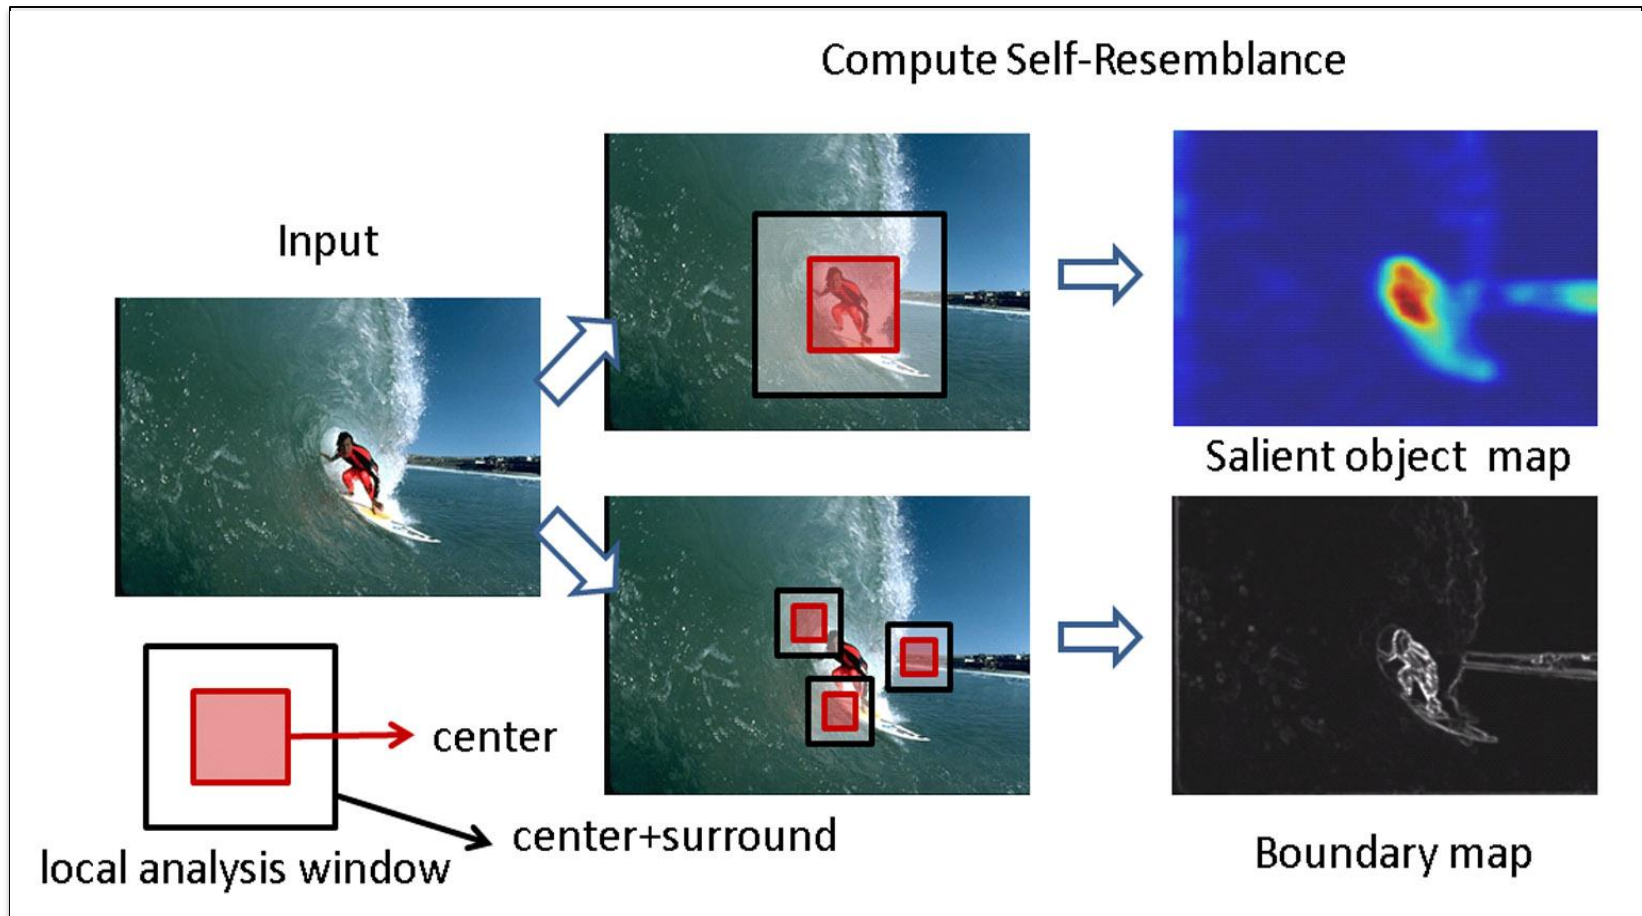 Compute Self-Resemblance
Input
Salient object map
center
center+surround
local analysis window
Boundary map